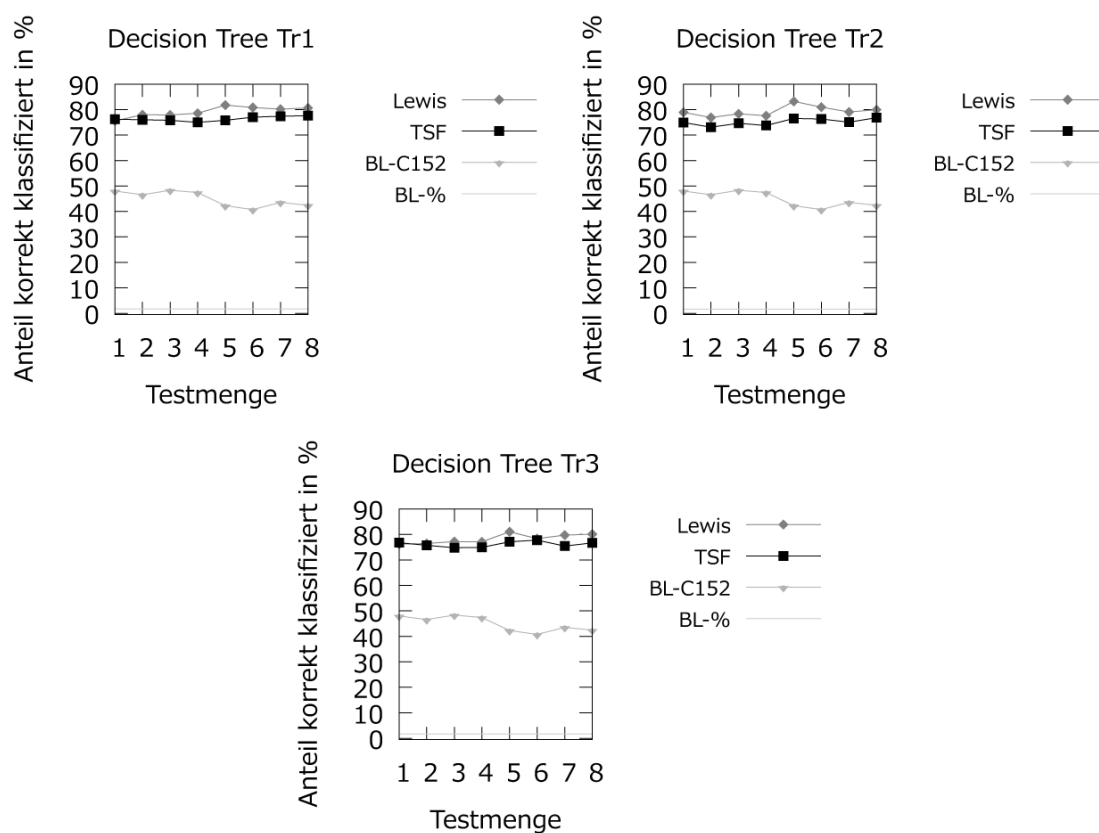 Decision Tree Tr1
Anteil korrekt klassifiziert in %
90
80
70
60
50
40
30
20
10
0
1 2 3 4 5 6 7 8
Testmenge
Lewis
TSF
BL-C152
BL-%
Decision Tree Tr2
Anteil korrekt klassifiziert in %
90
80
70
60
50
40
30
20
10
0
1 2 3 4 5 6 7 8
Testmenge
Lewis
TSF
BL-C152
BL-%
Decision Tree Tr3
Anteil korrekt klassifiziert in %
90
80
70
60
50
40
30
20
10
0
1 2 3 4 5 6 7 8
Testmenge
Lewis
TSF
BL-C152
BL-%